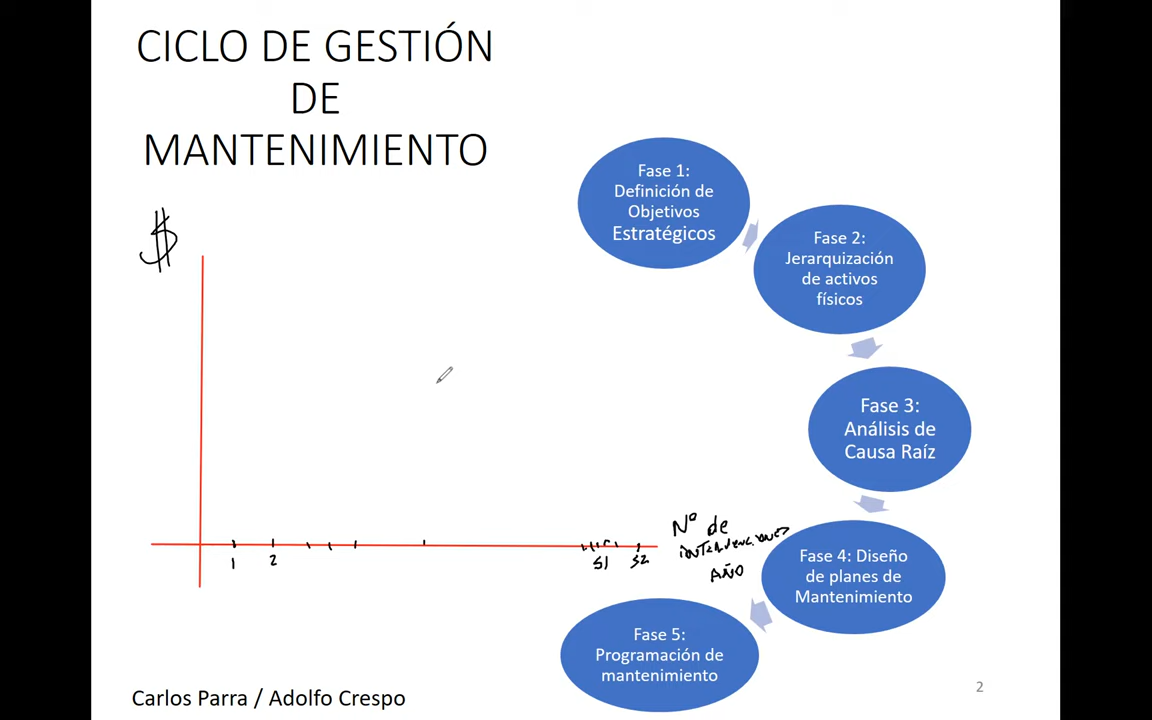 CICLO DE GESTIÓN
DE
MANTENIMIENTO
$
Fase 1:
Definición de
Objetivos
Estratégicos
Fase 2:
Jerarquización
de activos
físicos
Fase 3:
Análisis de
Causa Raíz
Nº de
intervenciones
AÑO
1 2 51 52
Fase 4: Diseño
de planes de
Mantenimiento
Fase 5:
Programación de
mantenimiento
Carlos Parra / Adolfo Crespo
2